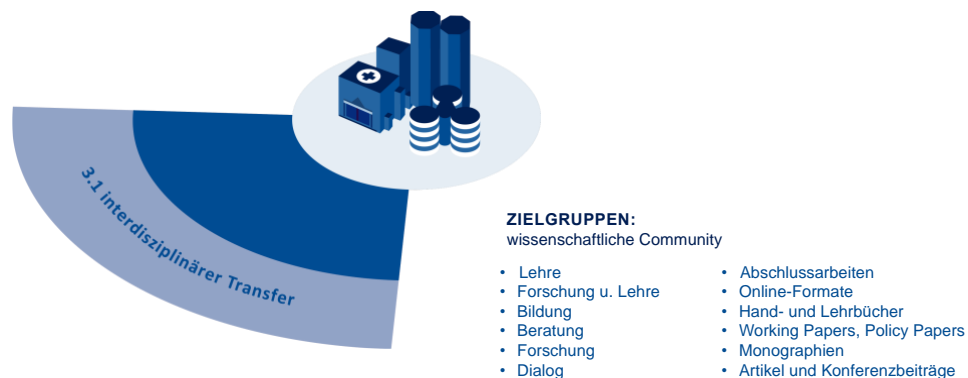 3.1 interdisziplinärer Transfer
ZIELGRUPPEN:
wissenschaftliche Community
• Lehre
• Forschung u. Lehre
• Bildung
• Beratung
• Forschung
• Dialog
• Abschlussarbeiten
• Online-Formate
• Hand- und Lehrbücher
• Working Papers, Policy Papers
• Monographien
• Artikel und Konferenzbeiträge